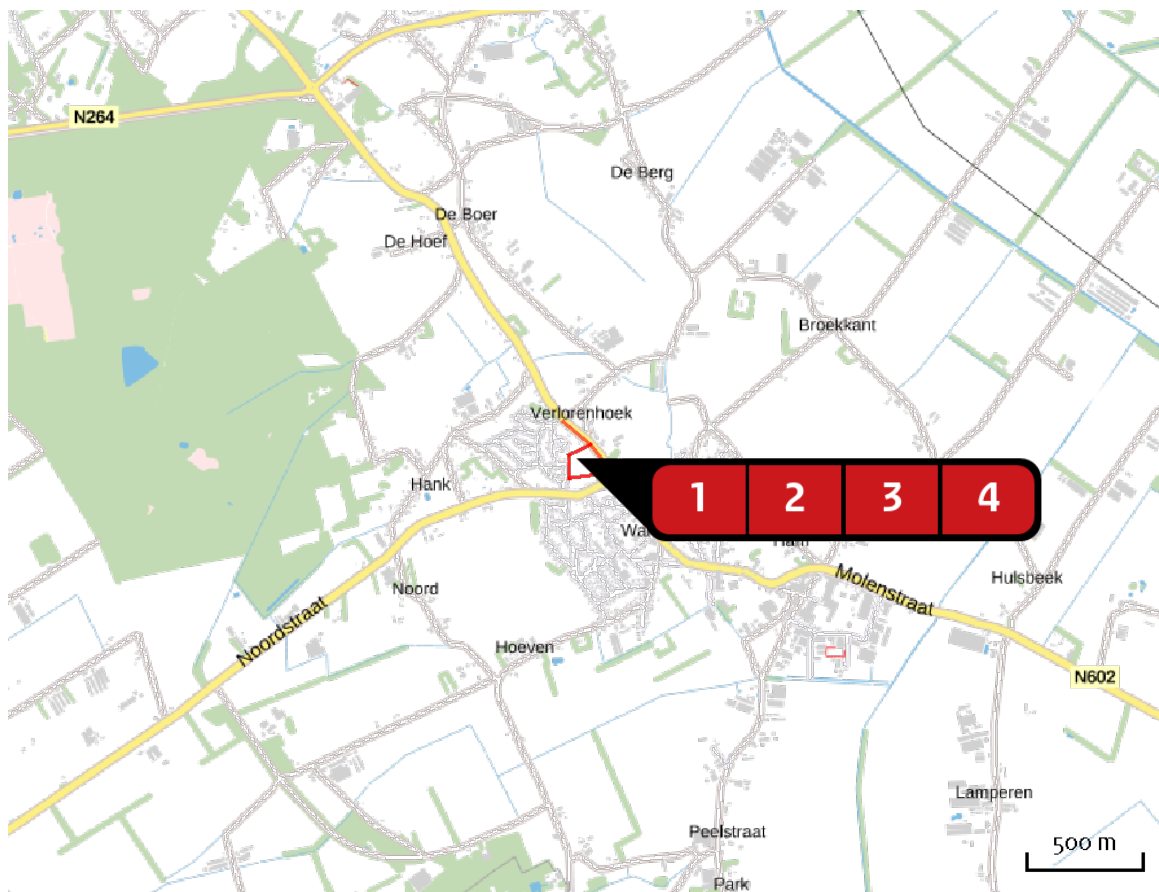 N264
De Berg
De Boer
De Hoef
Broekkant
Verlorenhoek
Hank
1 2 3 4
Noord
Molenstraat
Hulsbeek
Noordstraat
Hoeven
N602
Lamperen
Peelstraat
500 m
Park